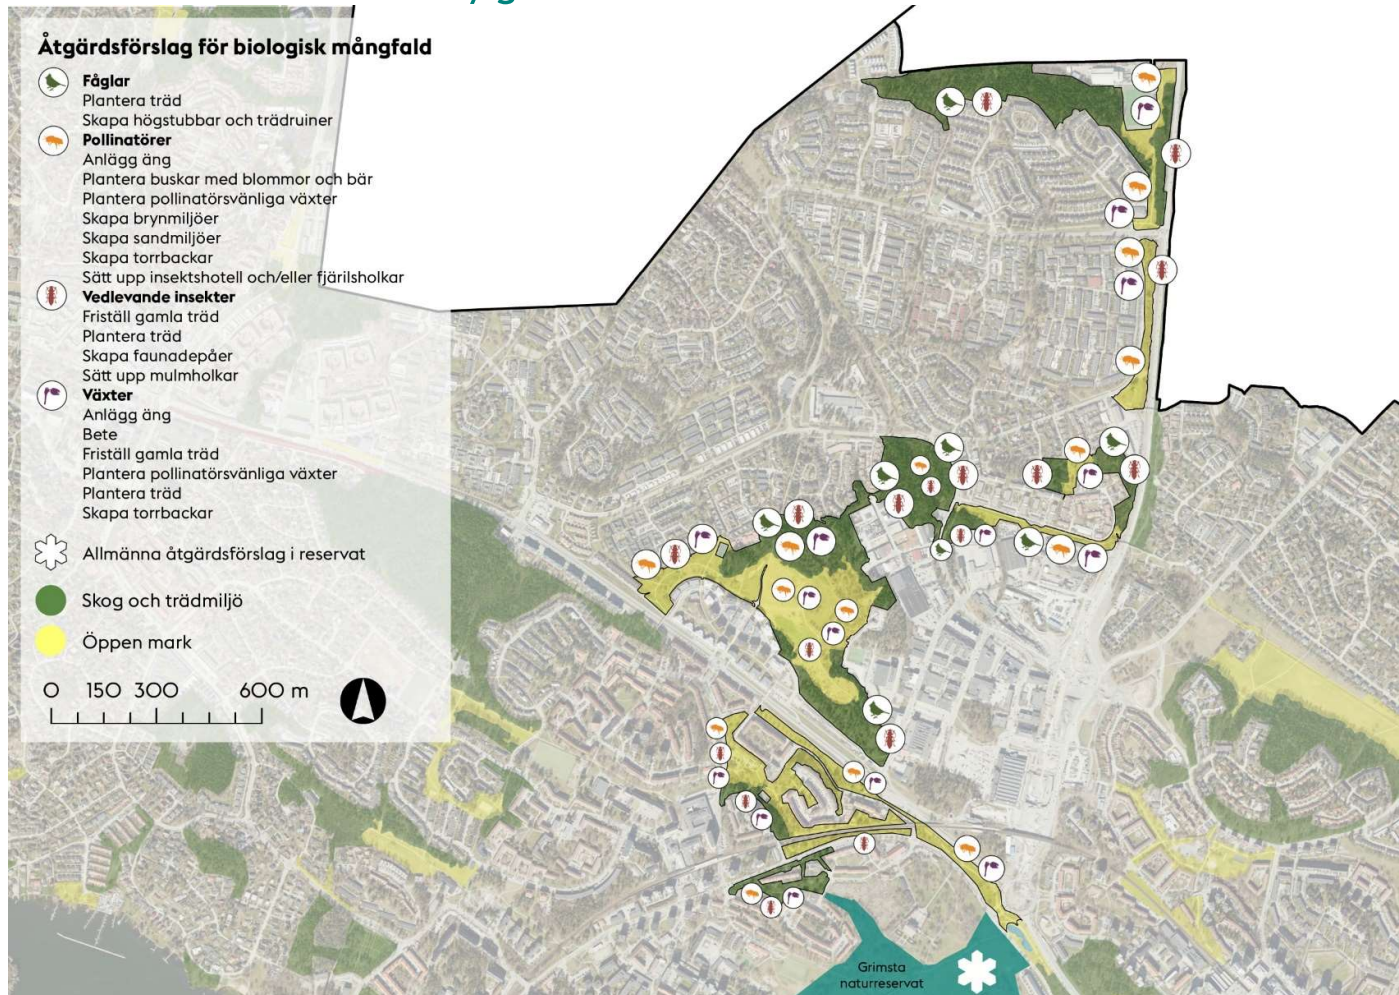 Åtgärdsförslag för biologisk mångfald
Fåglar
Plantera träd
Skapa högstubbar och trädruiner
Pollinatörer
Anlägg äng
Plantera buskar med blommor och bär
Plantera pollinatörsvänliga växter
Skapa brynmiljöer
Skapa sandmiljöer
Skapa torrbackar
Sätt upp insektshotell och/eller fjärilsholkar
Vedlevande insekter
Friställ gamla träd
Plantera träd
Skapa faunadepåer
Sätt upp mulmholkar
Växter
Anlägg äng
Bete
Friställ gamla träd
Plantera pollinatörsvänliga växter
Plantera träd
Skapa torrbackar
Allmänna åtgärdsförslag i reservat
Skog och trädmiljö
Öppen mark
0 150 300 600 m
Grimsta
naturreservat